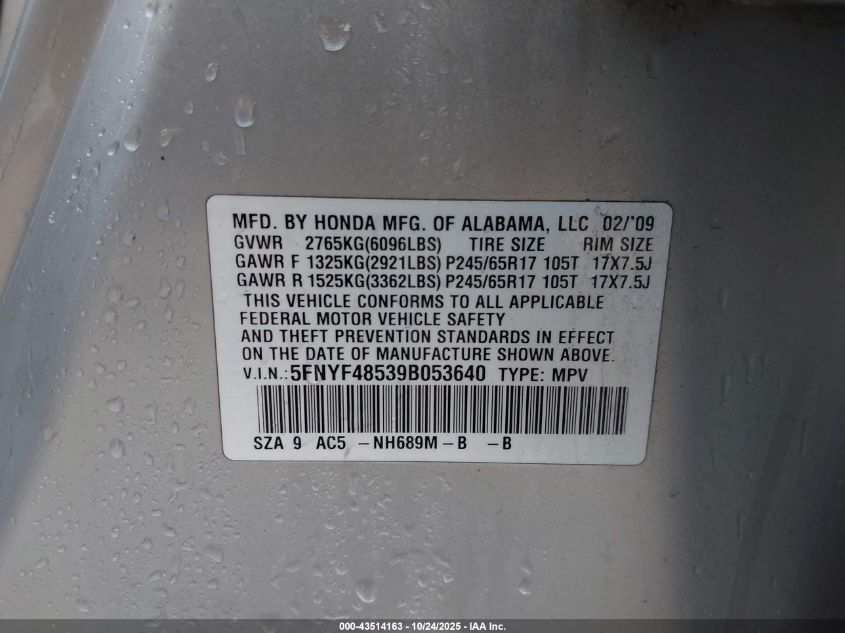 MFD. BY HONDA MFG. OF ALABAMA, LLC 02/'09
GVWR 2765KG(6096LBS) TIRE SIZE RIM SIZE
GAWR F 1325KG(2921LBS) P245/65R17 105T 17X7.5J
GAWR R 1525KG(3362LBS) P245/65R17 105T 17X7.5J
THIS VEHICLE CONFORMS TO ALL APPLICABLE
FEDERAL MOTOR VEHICLE SAFETY
AND THEFT PREVENTION STANDARDS IN EFFECT
ON THE DATE OF MANUFACTURE SHOWN ABOVE.
V.I.N.: 5FNYF48539B053640 TYPE: MPV
SZA 9 AC5 -NH689M-B -B
000-43514163 - 10/24/2025 - IAA Inc.